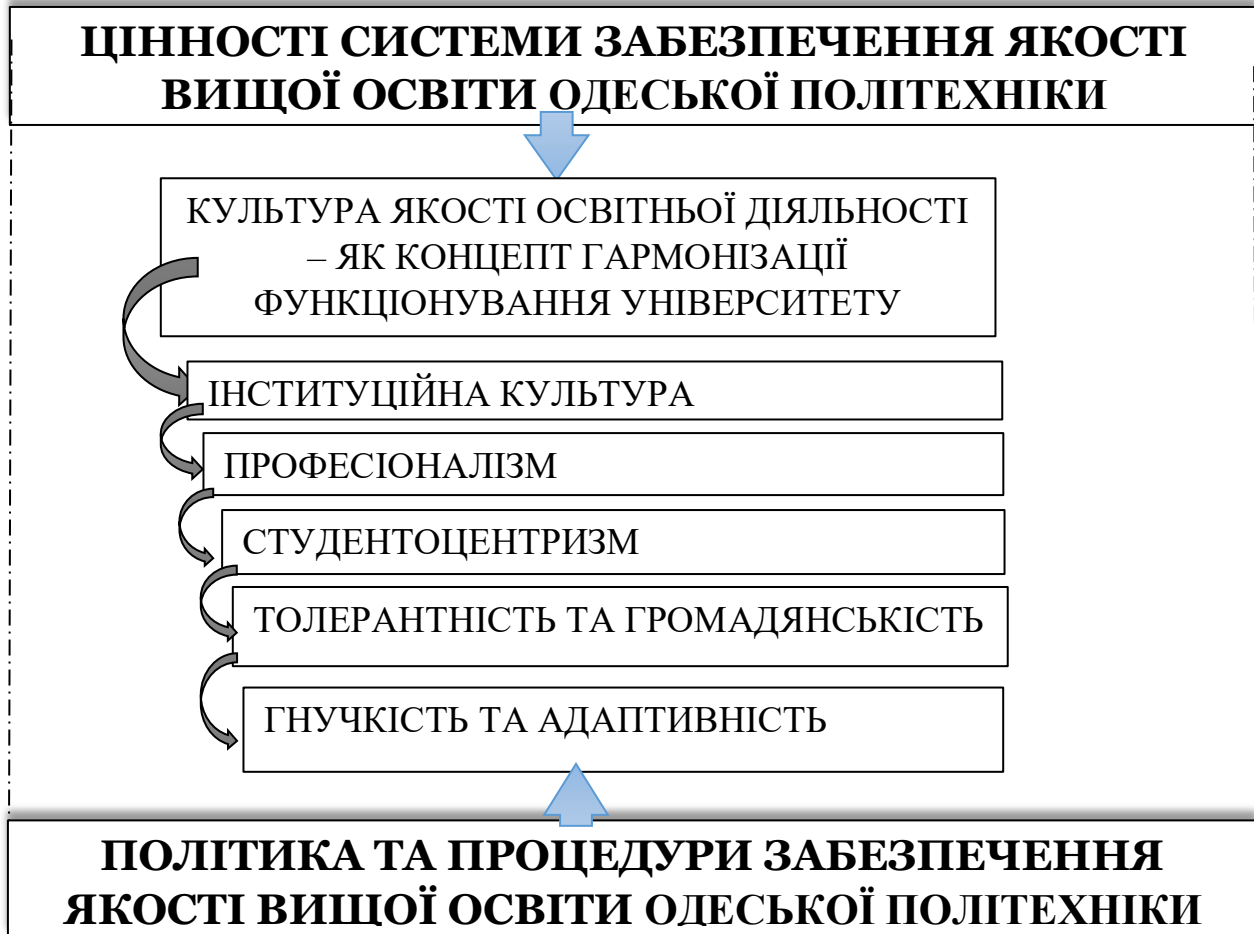 ЦІННОСТІ СИСТЕМИ ЗАБЕЗПЕЧЕННЯ ЯКОСТІ
ВИЩОЇ ОСВІТИ ОДЕСЬКОЇ ПОЛІТЕХНІКИ
КУЛЬТУРА ЯКОСТІ ОСВІТНЬОЇ ДІЯЛЬНОСТІ
– ЯК КОНЦЕПТ ГАРМОНІЗАЦІЇ
ФУНКЦІОНУВАННЯ УНІВЕРСИТЕТУ
ІНСТИТУЦІЙНА КУЛЬТУРА
ПРОФЕСІОНАЛІЗМ
СТУДЕНТОЦЕНТРИЗМ
ТОЛЕРАНТНІСТЬ ТА ГРОМАДЯНСЬКІСТЬ
ГНУЧКІСТЬ ТА АДАПТИВНІСТЬ
ПОЛІТИКА ТА ПРОЦЕДУРИ ЗАБЕЗПЕЧЕННЯ
ЯКОСТІ ВИЩОЇ ОСВІТИ ОДЕСЬКОЇ ПОЛІТЕХНІКИ